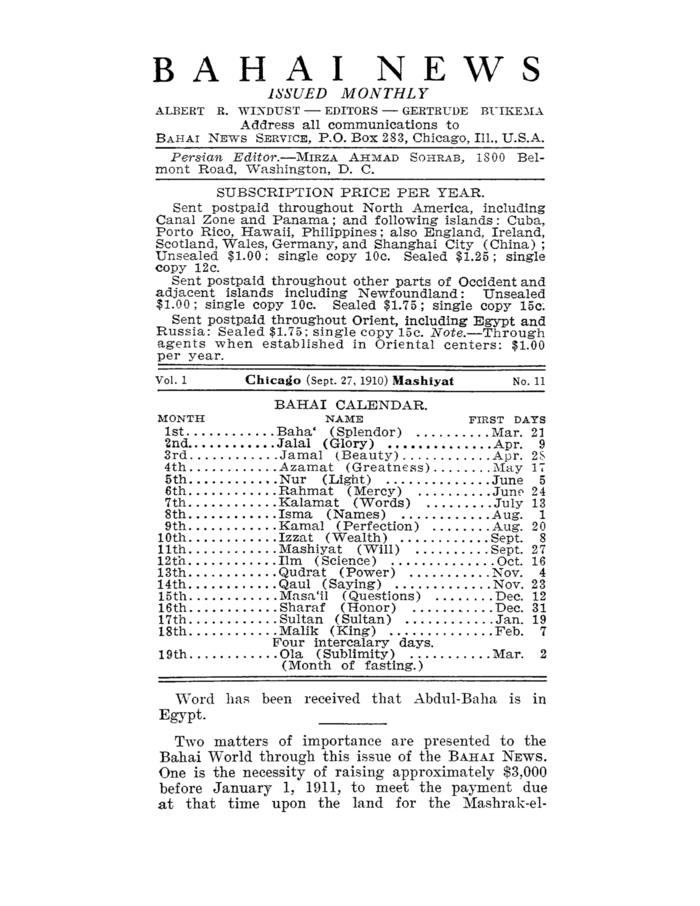 BAHAI NEWS
ISSUED MONTHLY
ALBERT R. WINDUST — EDITORS — GERTRUDE BUIKEMA
Address all communications to
BAHAI NEWS SERVICE, P.O. Box 283, Chicago, Ill., U.S.A.
Persian Editor.—MIRZA AHMAD SOHRAB, 1800 Bel-
mont Road, Washington, D. C.
SUBSCRIPTION PRICE PER YEAR.
Sent postpaid throughout North America, including
Canal Zone and Panama; and following islands: Cuba,
Porto Rico, Hawaii, Philippines; also England, Ireland,
Scotland, Wales, Germany, and Shanghai City (China);
Unsealed $1.00; single copy 10c. Sealed $1.25; single
copy 12c.
Sent postpaid throughout other parts of Occident and
adjacent islands including Newfoundland: Unsealed
$1.00; single copy 10c. Sealed $1.75; single copy 15c.
Sent postpaid throughout Orient, including Egypt and
Russia: Sealed $1.75; single copy 15c. Note.—Through
agents when established in Oriental centers: $1.00
per year.
Vol. 1 Chicago (Sept. 27, 1910) Mashiyat No. 11
BAHAI CALENDAR.
MONTH NAME FIRST DAYS
1st............Baha‘ (Splendor) ..........Mar. 21
2nd............Jalal (Glory) ..............Apr. 9
3rd............Jamal (Beauty)............Apr. 28
4th............Azamat (Greatness)........May 17
5th............Nur (Light) ..............June 5
6th............Rahmat (Mercy) ..........June 24
7th............Kalamat (Words) .........July 13
8th............Isma (Names) ............Aug. 1
9th............Kamal (Perfection) ........Aug. 20
10th............Izzat (Wealth) ............Sept. 8
11th............Mashiyat (Will) ..........Sept. 27
12th............Ilm (Science) ..............Oct. 16
13th............Qudrat (Power) ...........Nov. 4
14th............Qaul (Saying) .............Nov. 23
15th............Masa‘il (Questions) ........Dec. 12
16th............Sharaf (Honor) ...........Dec. 31
17th............Sultan (Sultan) ............Jan. 19
18th............Malik (King) ..............Feb. 7
Four intercalary days.
19th............Ola (Sublimity) ...........Mar. 2
(Month of fasting.)
Word has been received that Abdul-Baha is in
Egypt.
Two matters of importance are presented to the
Bahai World through this issue of the BAHAI NEWS.
One is the necessity of raising approximately $3,000
before January 1, 1911, to meet the payment due
at that time upon the land for the Mashrak-el-